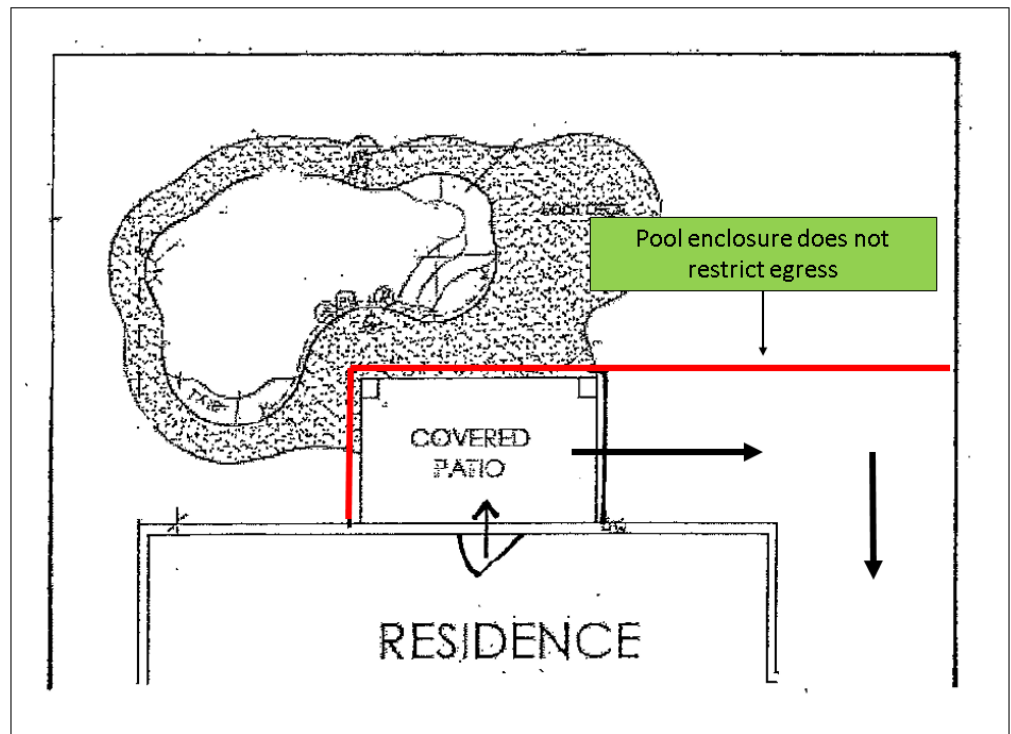 Pool enclosure does not
restrict egress
COVERED
PATIO
RESIDENCE